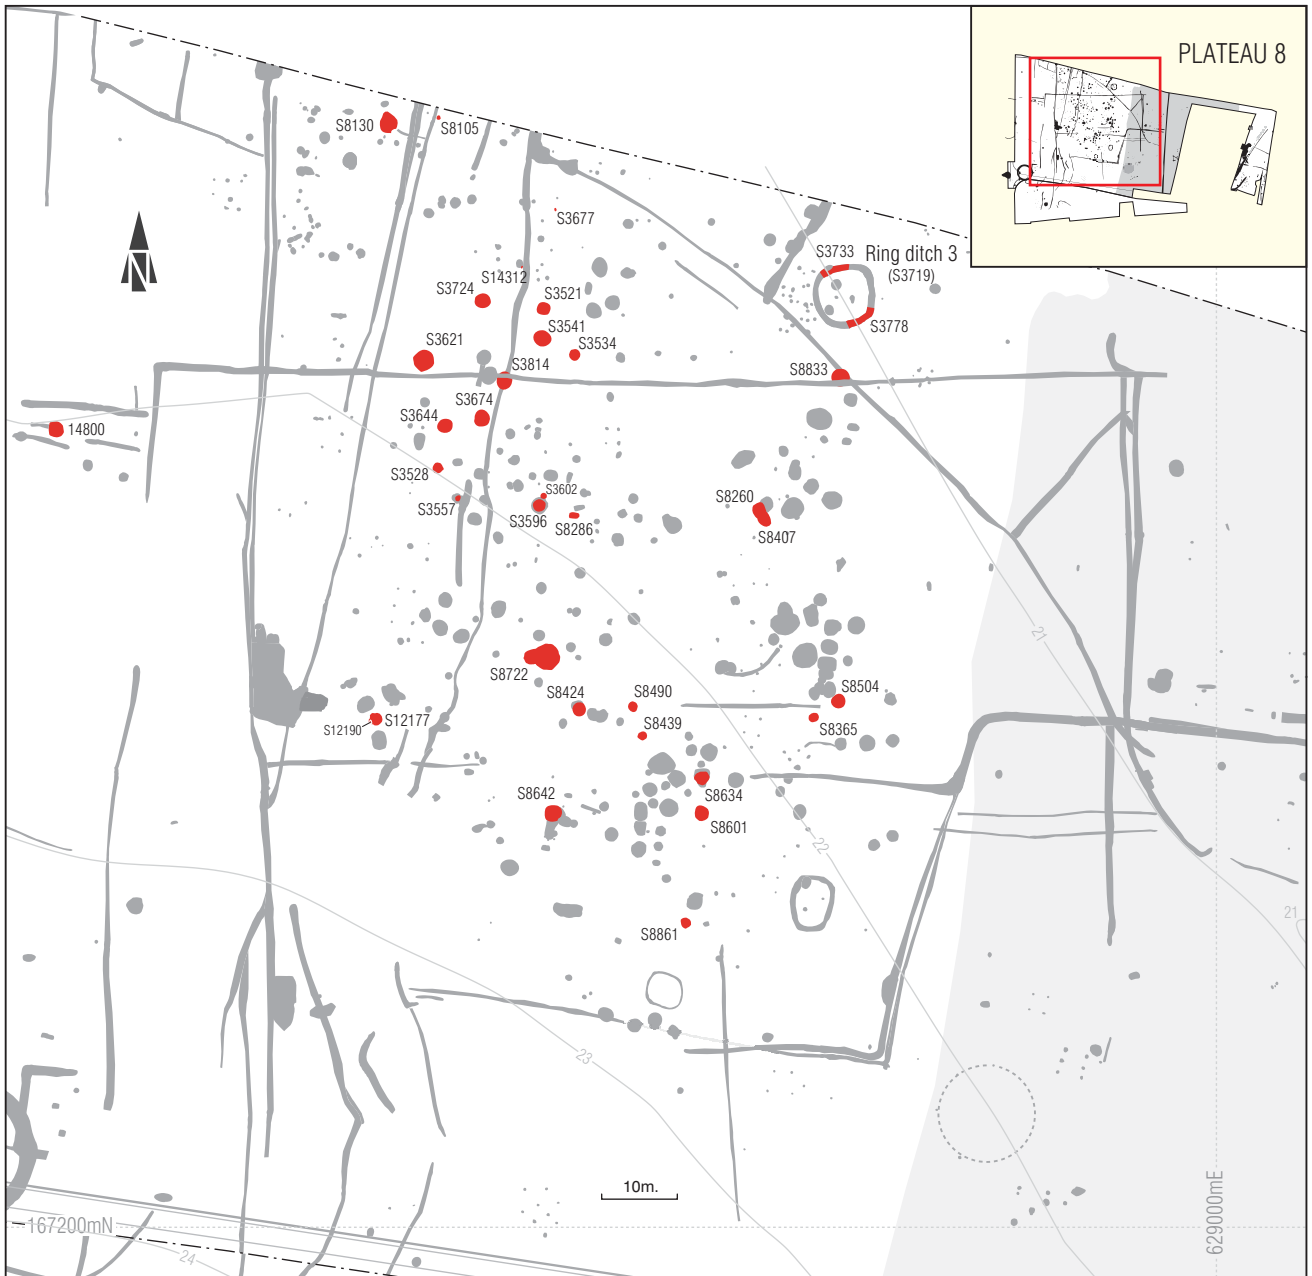 PLATEAU 8
S8130
S8105
S3677
S3733
Ring ditch 3
(S3719)
S14312
S3724
S3521
S3778
S3541
S3621
S3534
S3814
S8833
S3674
S3644
14800
S3528
S3602
S8260
S3557
S3596
S8286
S8407
21
S8722
S8424
S8490
S8504
S12190
S12177
S8439
S8365
S8642
S8634
S8601
22
21
S8861
23
10m.
629000mE
167200mN
24
N